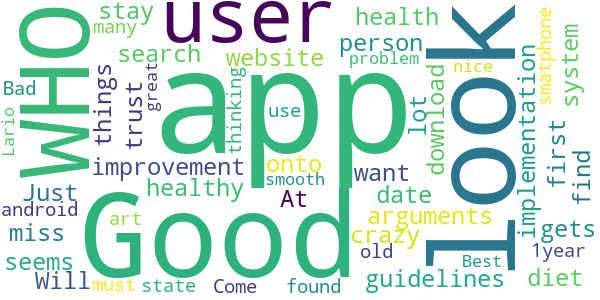 stay
many
user
health
Bad
search
website
person
problem
nice
WHO
things
trust
great
app
thinking
use
look
lot
download
implementation
smatphone
system
Lario
improvement
onto
want
first
find
Just
healthy
smooth
At
date
android
art
Good
arguments
gets
miss
crazy
seems
Will
old
Best
1year
must
state
Come
found
guidelines
diet